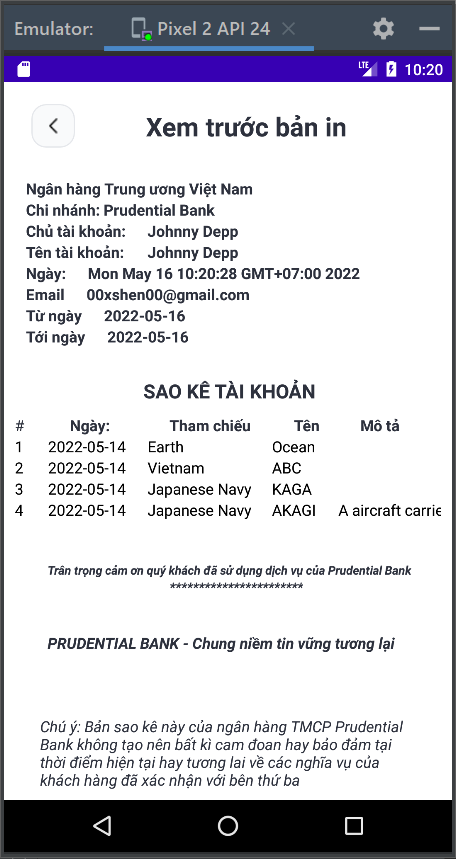 Emulator: Pixel 2 API 24
LTE 10:20
Xem trước bản in
Ngân hàng Trung ương Việt Nam
Chi nhánh: Prudential Bank
Chủ tài khoản: Johnny Depp
Tên tài khoản: Johnny Depp
Ngày: Mon May 16 10:20:28 GMT+07:00 2022
Email 00xshen00@gmail.com
Từ ngày 2022-05-16
Tới ngày 2022-05-16
SAO KÊ TÀI KHOẢN
# Ngày: Tham chiếu Tên Mô tả
1 2022-05-14 Earth Ocean
2 2022-05-14 Vietnam ABC
3 2022-05-14 Japanese Navy KAGA
4 2022-05-14 Japanese Navy AKAGI A aircraft carrie
Trân trọng cảm ơn quý khách đã sử dụng dịch vụ của Prudential Bank
***********************
PRUDENTIAL BANK - Chung niềm tin vững tương lại
Chú ý: Bản sao kê này của ngân hàng TMCP Prudential
Bank không tạo nên bất kì cam đoan hay bảo đảm tại
thời điểm hiện tại hay tương lai về các nghĩa vụ của
khách hàng đã xác nhận với bên thứ ba